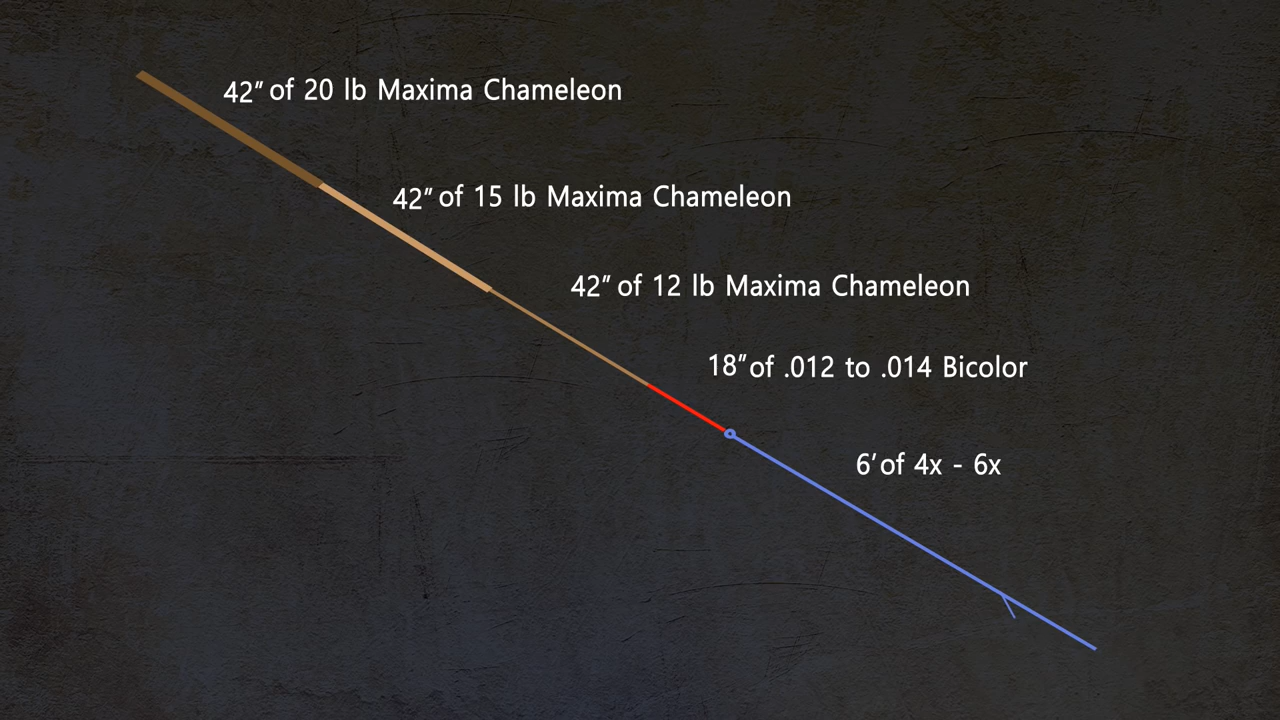 42” of 20 lb Maxima Chameleon
42” of 15 lb Maxima Chameleon
42” of 12 lb Maxima Chameleon
18” of .012 to .014 Bicolor
6’ of 4x - 6x